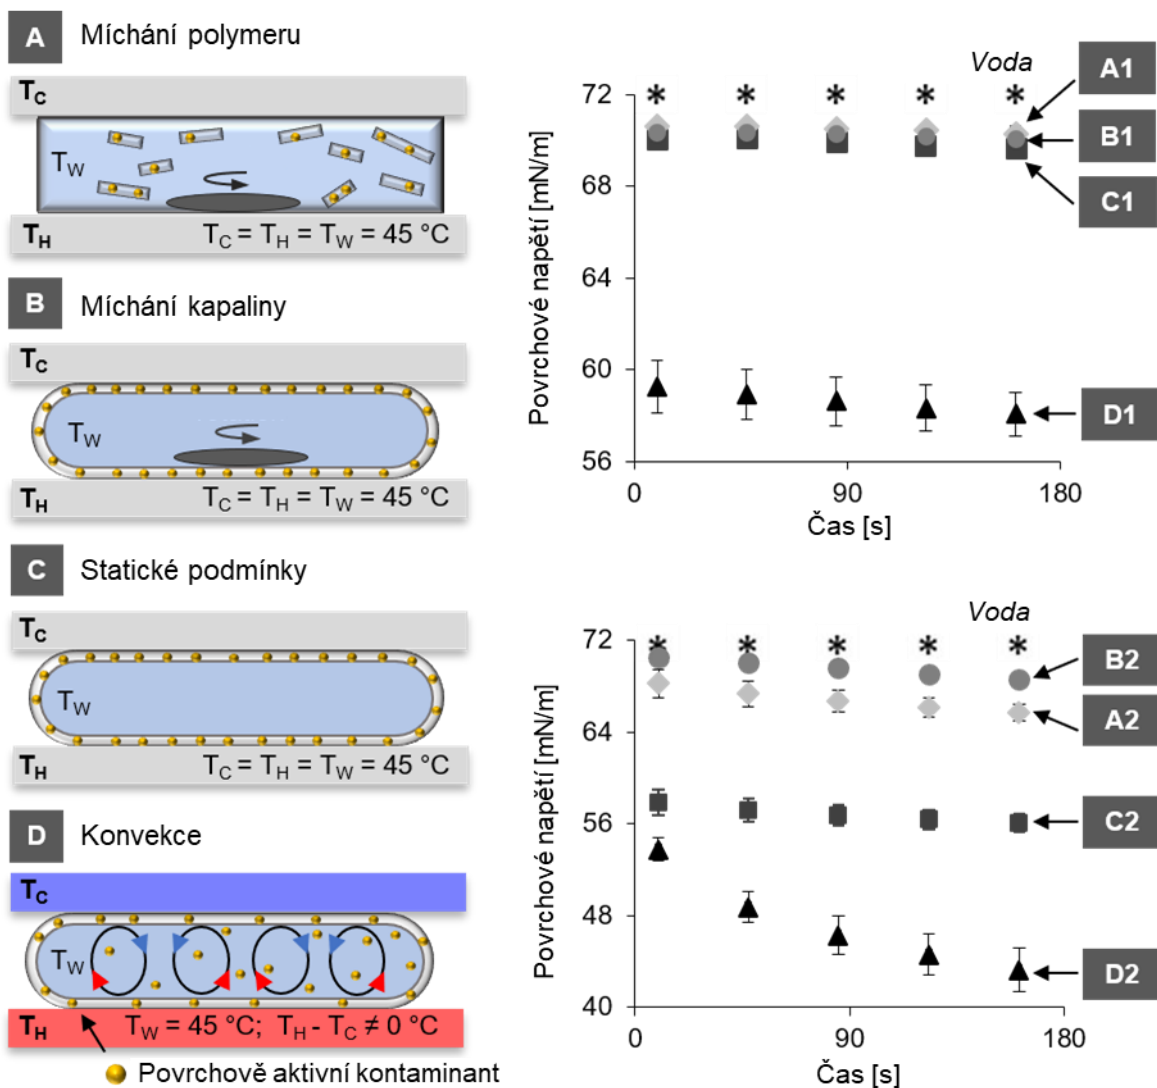 A Míchání polymeru
T_C
T_W
T_H T_C = T_H = T_W = 45 °C
B Míchání kapaliny
T_C
T_W
T_H T_C = T_H = T_W = 45 °C
C Statické podmínky
T_C
T_W
T_H T_C = T_H = T_W = 45 °C
D Konvekce
T_C
T_W
T_H T_W = 45 °C; T_H - T_C ≠ 0 °C
Povrchově aktivní kontaminant
Voda
* * * * *
72
68
64
60
56
0 90 180
Povrchové napětí [mN/m]
Čas [s]
A1
B1
C1
D1
Voda
* * * * *
72
64
56
48
40
0 90 180
Povrchové napětí [mN/m]
Čas [s]
B2
A2
C2
D2